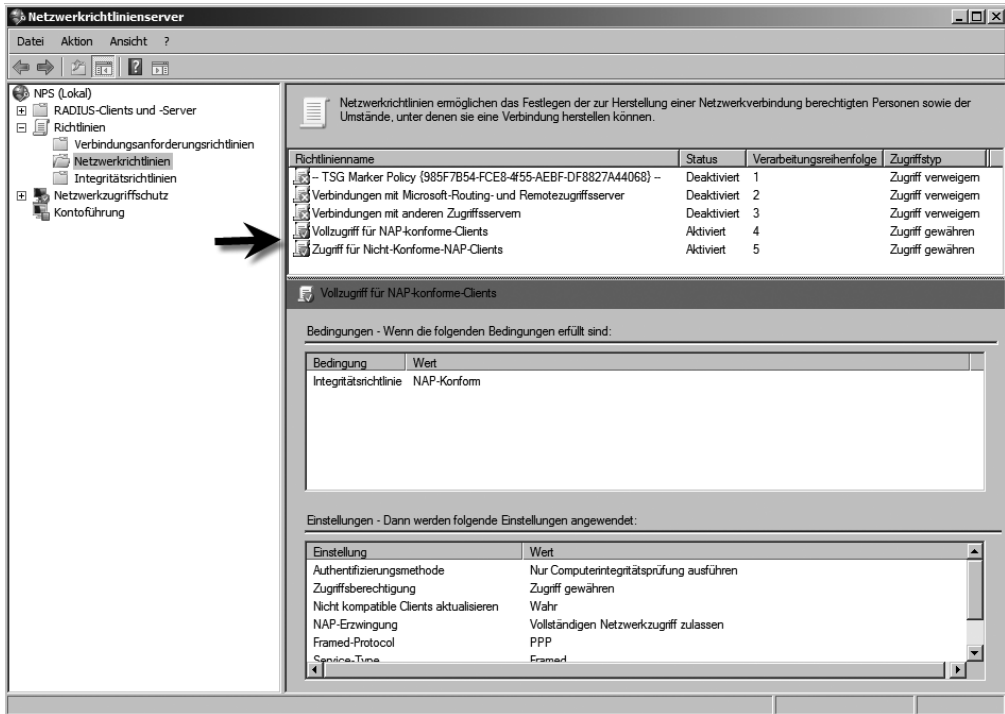 Netzwerkrichtlinienserver
Datei Aktion Ansicht ?
NPS (Lokal)
RADIUS-Clients und -Server
Richtlinien
Verbindungsanforderungsrichtlinien
Netzwerkrichtlinien
Integritätsrichtlinien
Netzwerkzugriffschutz
Kontoführung
Netzwerkrichtlinien ermöglichen das Festlegen der zur Herstellung einer Netzwerkverbindung berechtigten Personen sowie der
Umstände, unter denen sie eine Verbindung herstellen können.
Richtlinienname Status Verarbeitungsreihenfolge Zugriffstyp
-- TSG Marker Policy {985F7B54-FCE8-4f55-AEBF-DF8827A44068} -- Deaktiviert 1 Zugriff verweigern
Verbindungen mit Microsoft-Routing- und Remotezugriffsserver Deaktiviert 2 Zugriff verweigern
Verbindungen mit anderen Zugriffsservern Deaktiviert 3 Zugriff verweigern
Vollzugriff für NAP-konforme-Clients Aktiviert 4 Zugriff gewähren
Zugriff für Nicht-Konforme-NAP-Clients Aktiviert 5 Zugriff gewähren
Vollzugriff für NAP-konforme-Clients
Bedingungen - Wenn die folgenden Bedingungen erfüllt sind:
Bedingung Wert
Integritätsrichtlinie NAP-Konform
Einstellungen - Dann werden folgende Einstellungen angewendet:
Einstellung Wert
Authentifizierungsmethode Nur Computerintegritätsprüfung ausführen
Zugriffsberechtigung Zugriff gewähren
Nicht kompatible Clients aktualisieren Wahr
NAP-Erzwingung Vollständigen Netzwerkzugriff zulassen
Framed-Protocol PPP
Service-Type Framed